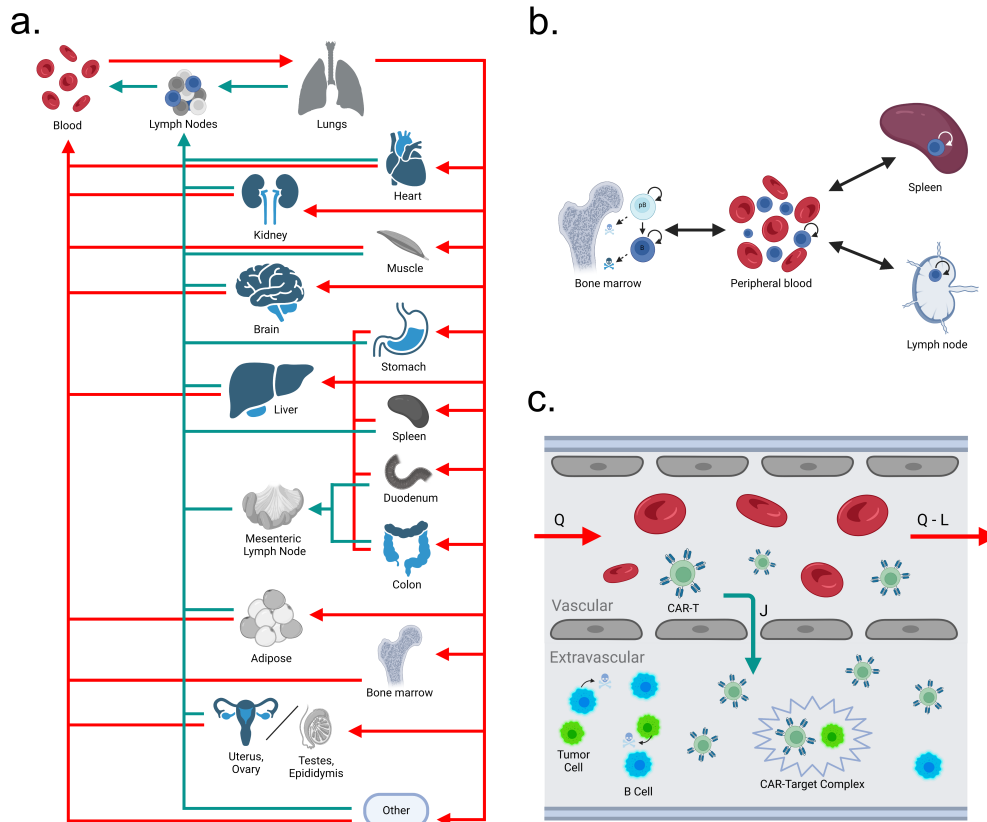 a.
Blood
Lymph Nodes
Lungs
Heart
Kidney
Muscle
Brain
Stomach
Liver
Spleen
Duodenum
Mesenteric
Lymph Node
Colon
Adipose
Bone marrow
Uterus,
Ovary
Testes,
Epididymis
Other
b.
pB
B
Bone marrow
Peripheral blood
Spleen
Lymph node
c.
Q
Q - L
CAR-T
J
Vascular
Extravascular
Tumor
Cell
B Cell
CAR-Target Complex